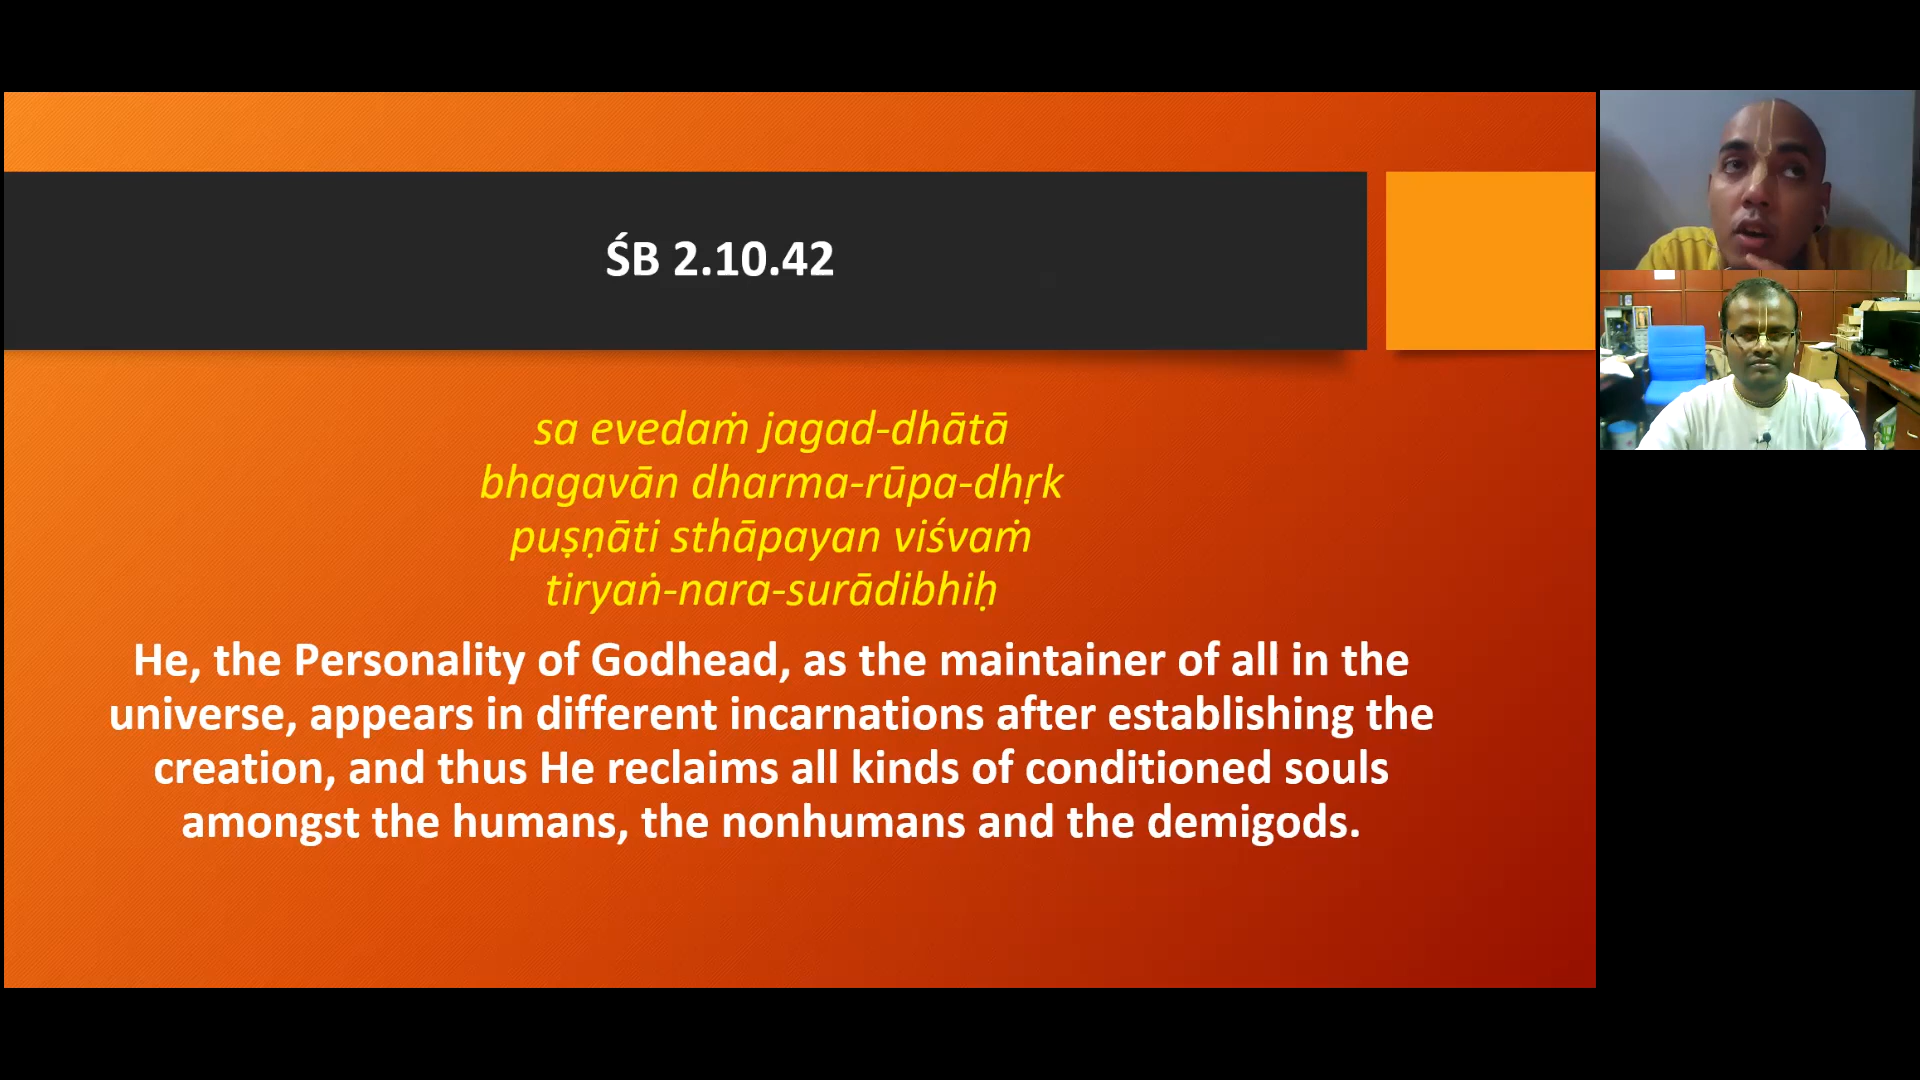 ŚB 2.10.42
sa evedaṁ jagad-dhātā
bhagavān dharma-rūpa-dhṛk
puṣṇāti sthāpayan viśvaṁ
tiryaṅ-nara-surādibhiḥ
He, the Personality of Godhead, as the maintainer of all in the
universe, appears in different incarnations after establishing the
creation, and thus He reclaims all kinds of conditioned souls
amongst the humans, the nonhumans and the demigods.